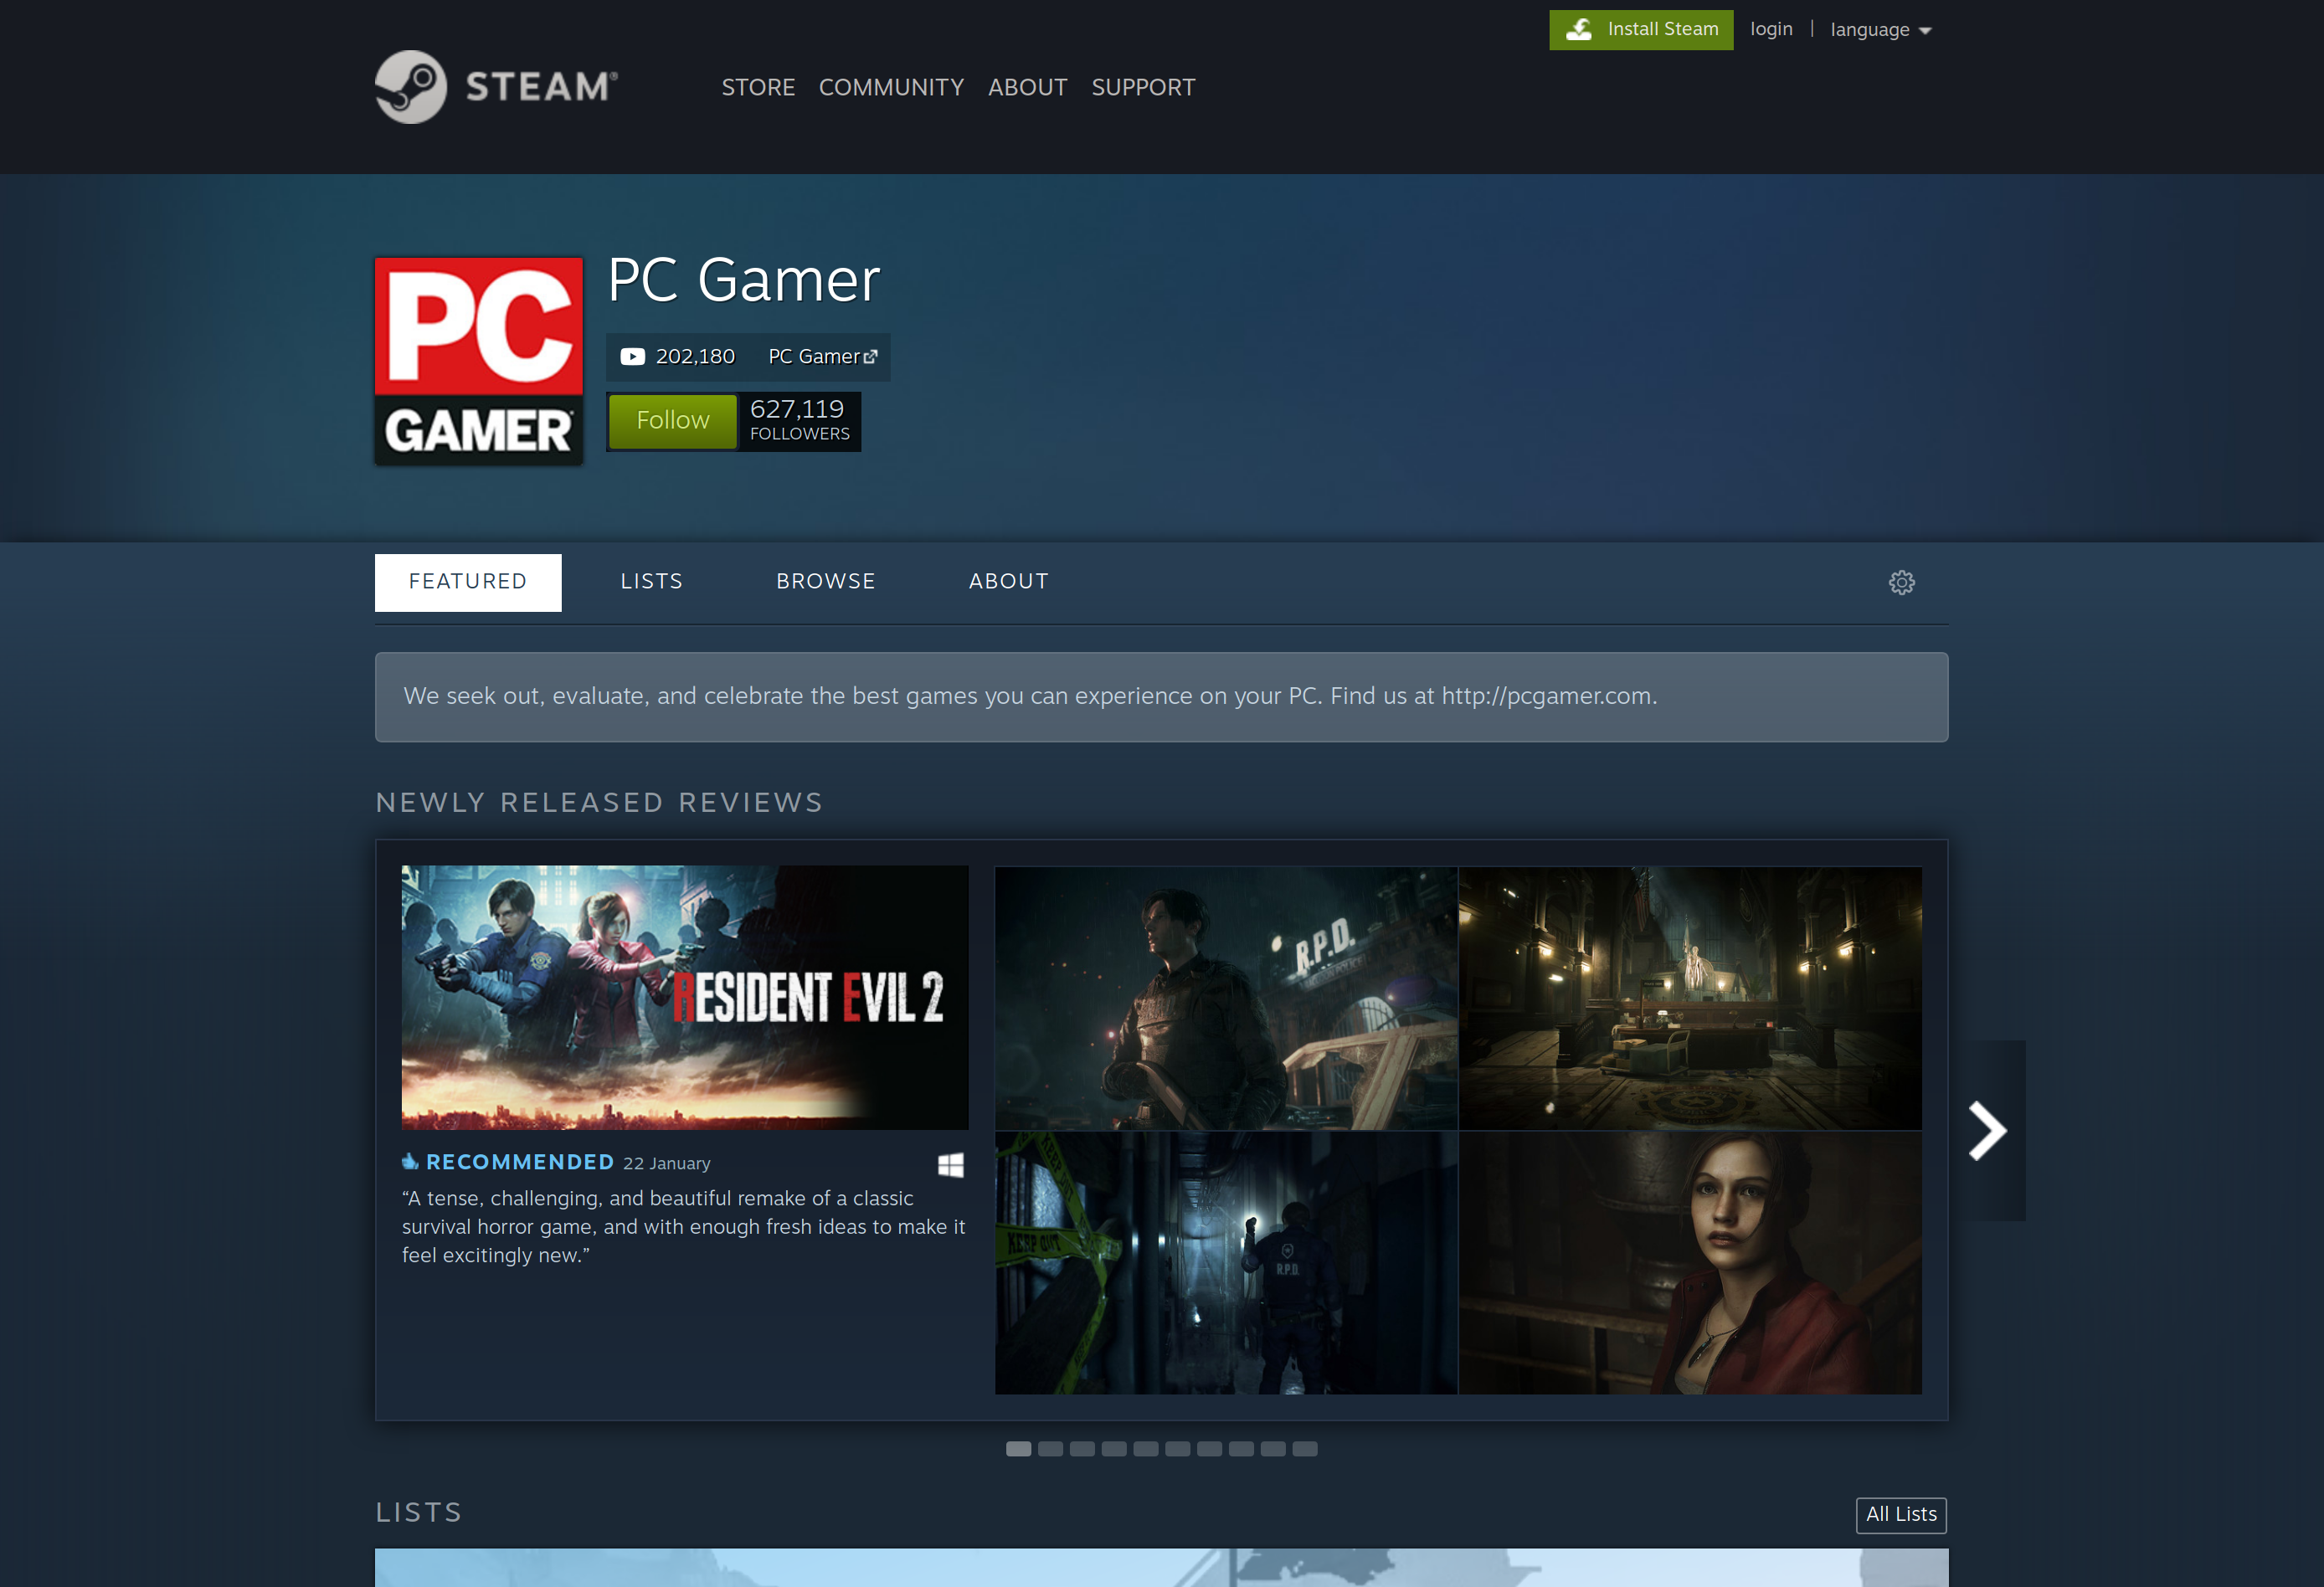 Install Steam
login | language
STEAM®
STORE COMMUNITY ABOUT SUPPORT
PC GAMER
PC Gamer
202,180 PC Gamer
Follow
627,119
FOLLOWERS
FEATURED LISTS BROWSE ABOUT
We seek out, evaluate, and celebrate the best games you can experience on your PC. Find us at http://pcgamer.com.
NEWLY RELEASED REVIEWS
RESIDENT EVIL 2
R.P.D.
RECOMMENDED 22 January
“A tense, challenging, and beautiful remake of a classic
survival horror game, and with enough fresh ideas to make it
feel excitingly new.”
KEEP OUT
R.P.D.
LISTS
All Lists